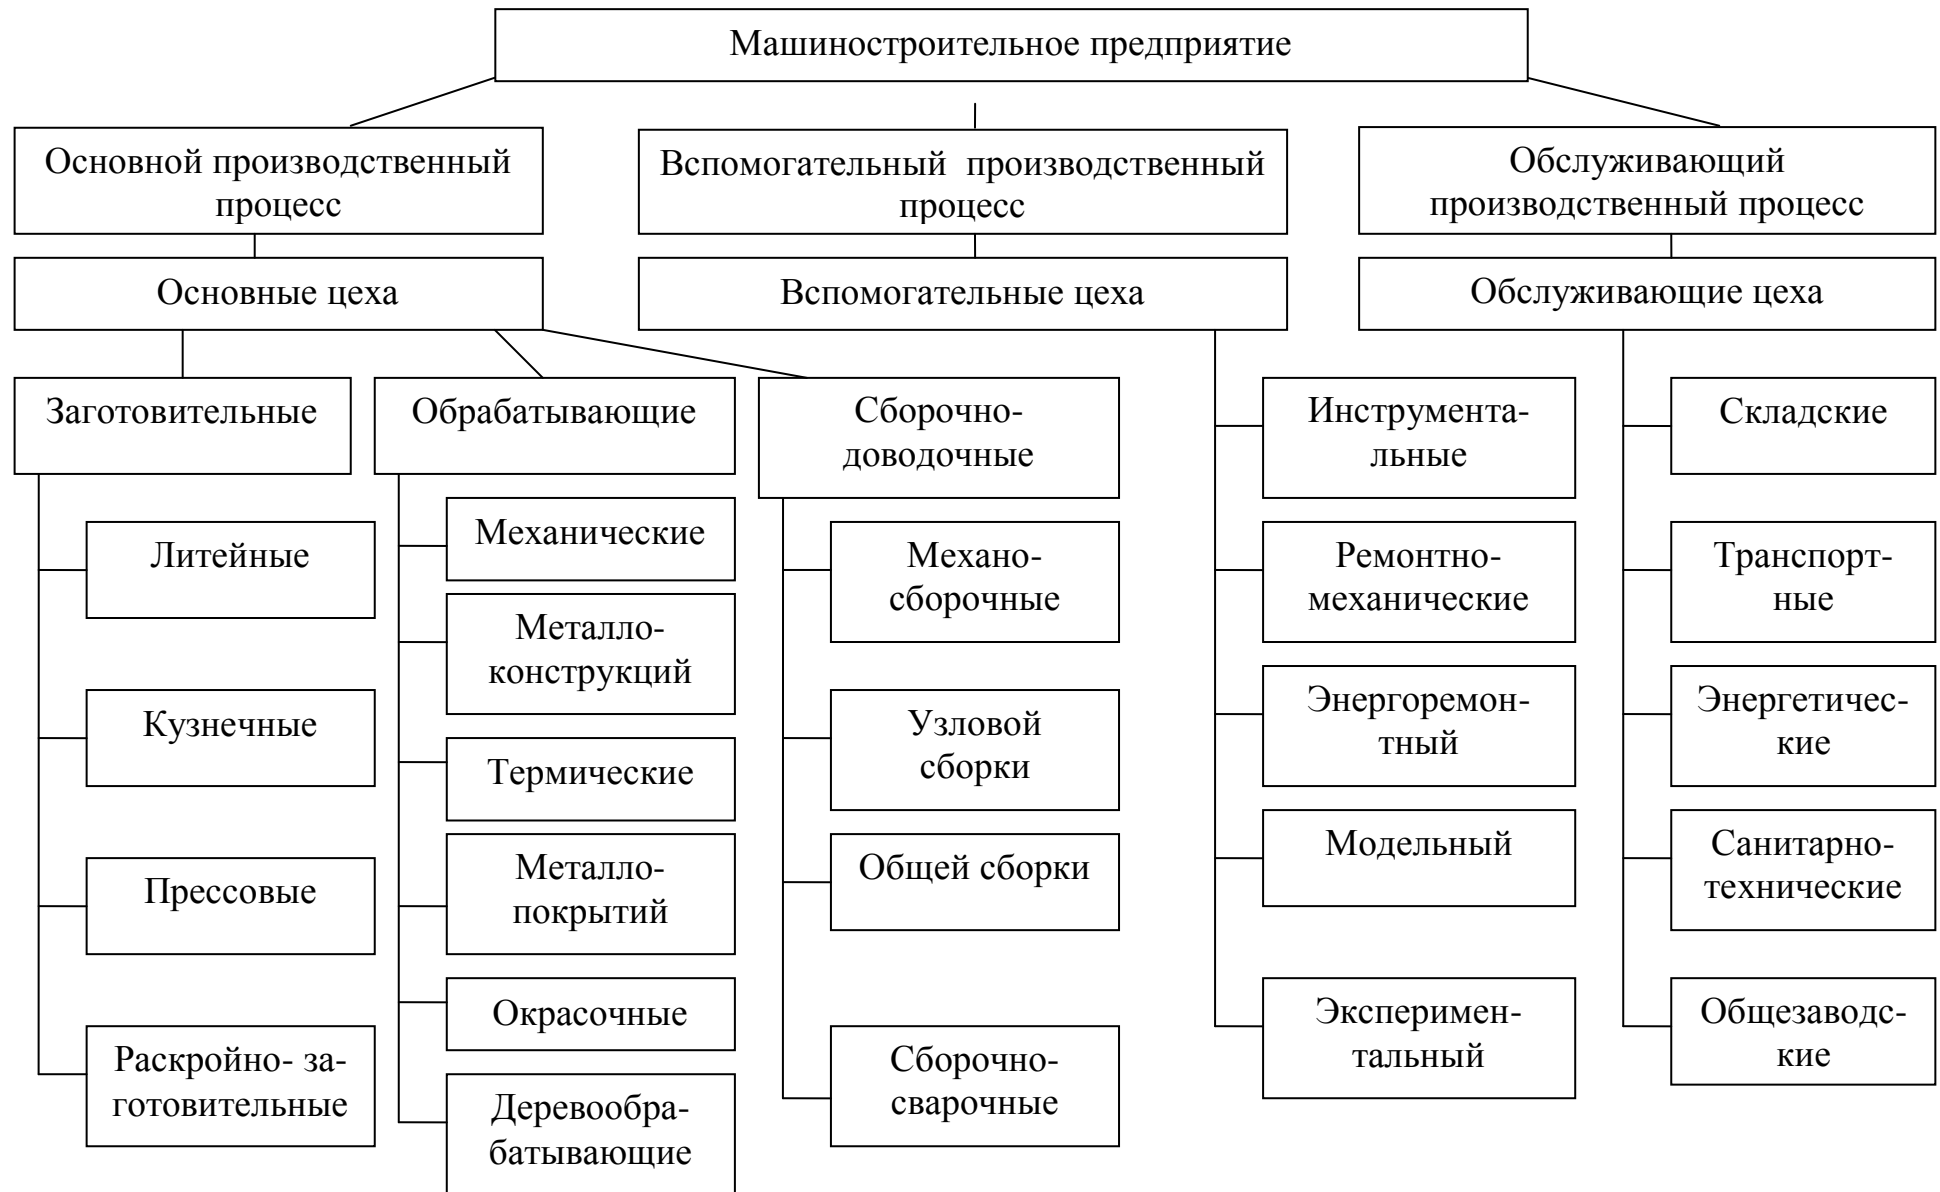 Машиностроительное предприятие
Основной производственный
процесс
Вспомогательный производственный
процесс
Обслуживающий
производственный процесс
Основные цеха
Вспомогательные цеха
Обслуживающие цеха
Заготовительные
Литейные
Кузнечные
Прессовые
Раскройно- за-
готовительные
Обрабатывающие
Механические
Металло-
конструкций
Термические
Металло-
покрытий
Окрасочные
Деревообра-
батывающие
Сборочно-
доводочные
Механо-
сборочные
Узловой
сборки
Общей сборки
Сборочно-
сварочные
Инструмента-
льные
Ремонтно-
механические
Энергоремон-
тный
Модельный
Эксперимен-
тальный
Складские
Транспорт-
ные
Энергетичес-
кие
Санитарно-
технические
Общезаводс-
кие